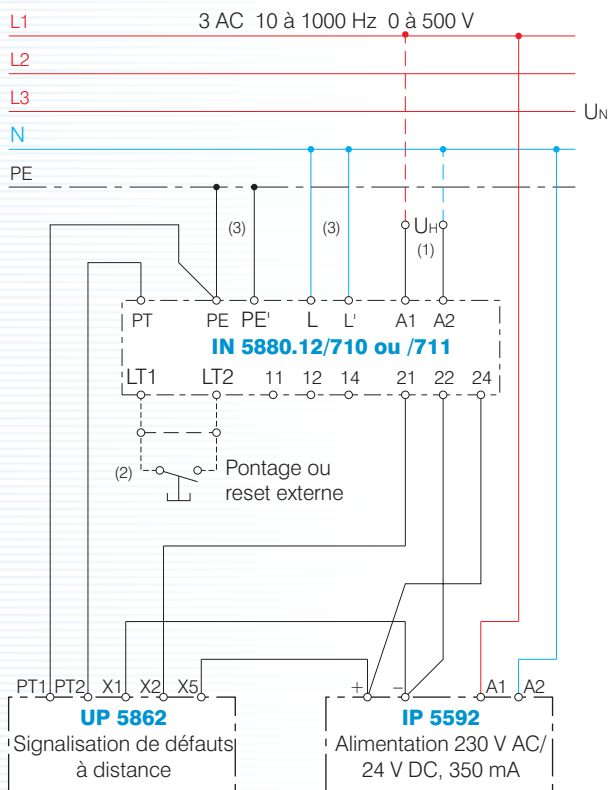 L1 3 AC 10 à 1000 Hz 0 à 500 V
L2
L3
UN
N
PE
(3) (3) UH
(1)
PT PE PE' L L' A1 A2
IN 5880.12/710 ou /711
LT1 LT2 11 12 14 21 22 24
(2) Pontage ou
reset externe
PT1 PT2 X1 X2 X5 + − A1 A2
UP 5862
Signalisation de défauts
à distance
IP 5592
Alimentation 230 V AC/
24 V DC, 350 mA